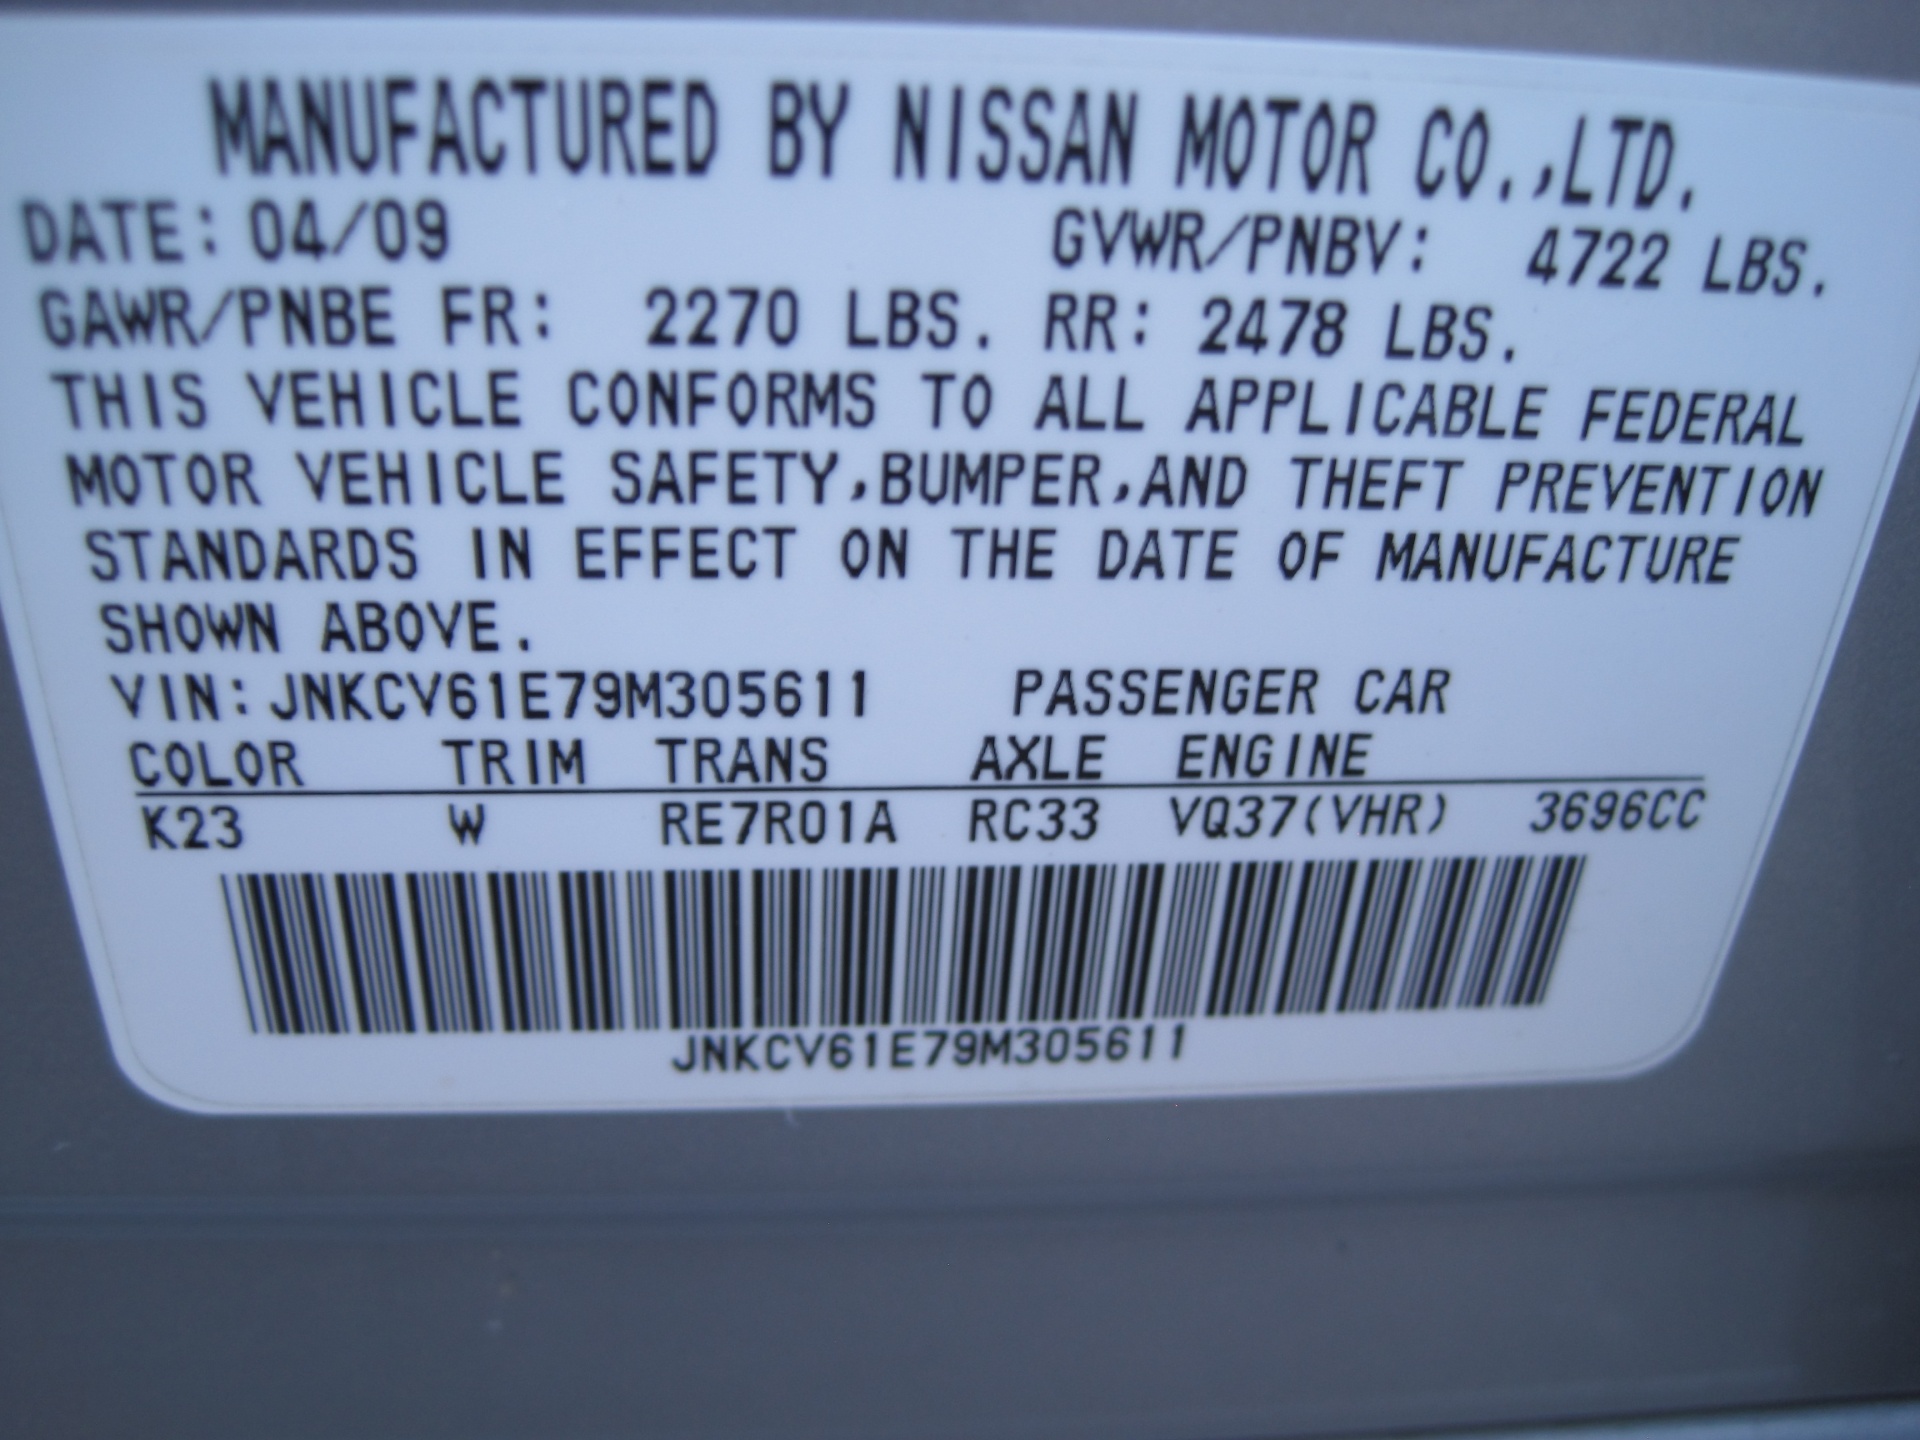 MANUFACTURED BY NISSAN MOTOR CO.,LTD.
DATE: 04/09 GVWR/PNBV: 4722 LBS.
GAWR/PNBE FR: 2270 LBS. RR: 2478 LBS.
THIS VEHICLE CONFORMS TO ALL APPLICABLE FEDERAL
MOTOR VEHICLE SAFETY,BUMPER,AND THEFT PREVENTION
STANDARDS IN EFFECT ON THE DATE OF MANUFACTURE
SHOWN ABOVE.
VIN:JNKCV61E79M305611 PASSENGER CAR
COLOR TRIM TRANS AXLE ENGINE
K23 W RE7R01A RC33 VQ37(VHR) 3696CC
JNKCV61E79M305611